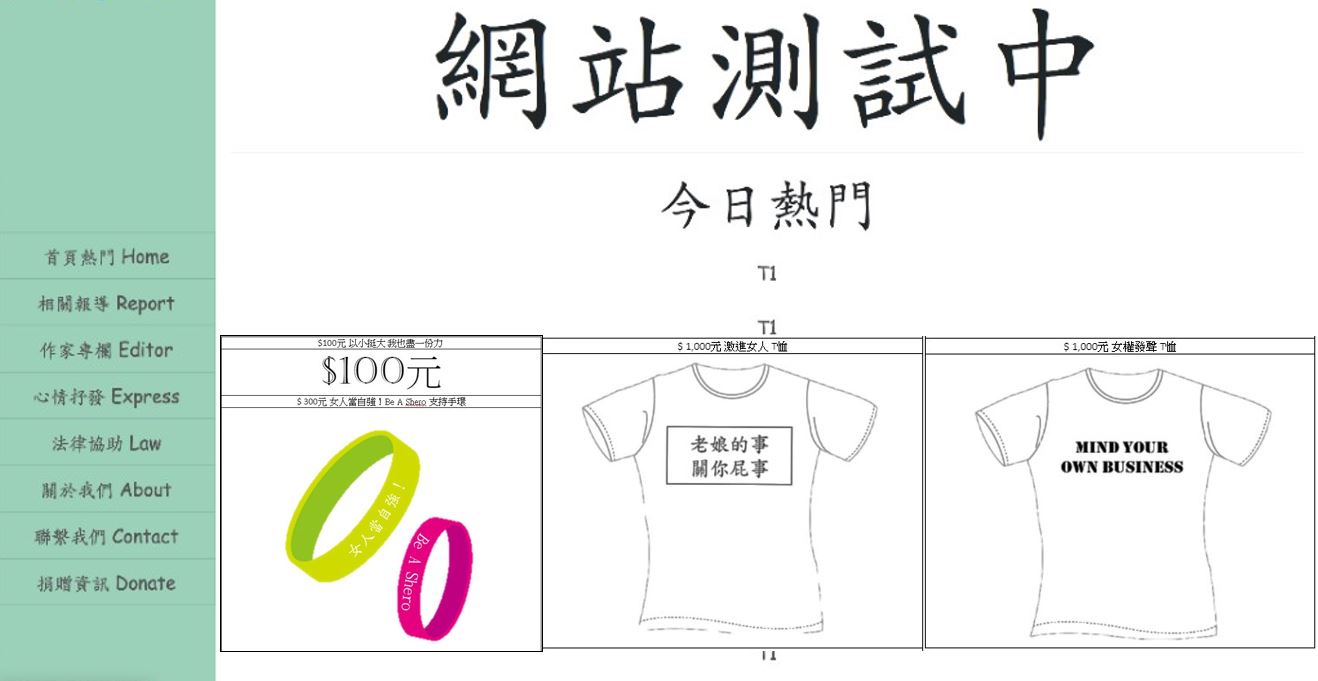 網站測試中
今日熱門
T1
T1
首頁熱門 Home
相關報導 Report
作家專欄 Editor
心情抒發 Express
法律協助 Law
關於我們 About
聯繫我們 Contact
捐贈資訊 Donate
$100元 以小挺大 我也盡一份力
$100元
$ 300元 女人當自強！Be A Shero 支持手環
女人當自強！
Be A Shero
$ 1,000元 激進女人 T恤
老娘的事
關你屁事
$ 1,000元 女權發聲 T恤
MIND YOUR
OWN BUSINESS
T1